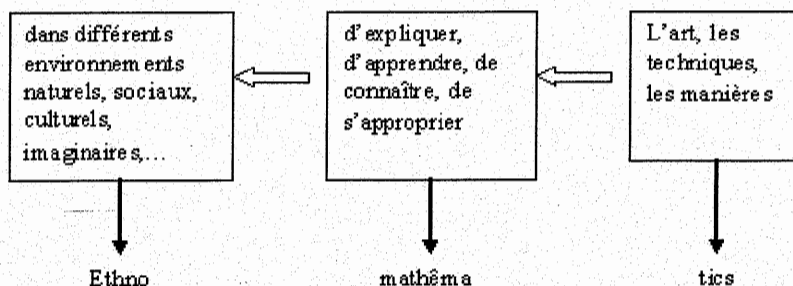 dans différents
environnements
naturels, sociaux,
culturels,
imaginaires,...
d'expliquer,
d'apprendre, de
connaître, de
s'approprier
L'art, les
techniques,
les manières
Ethno
mathêma
tics